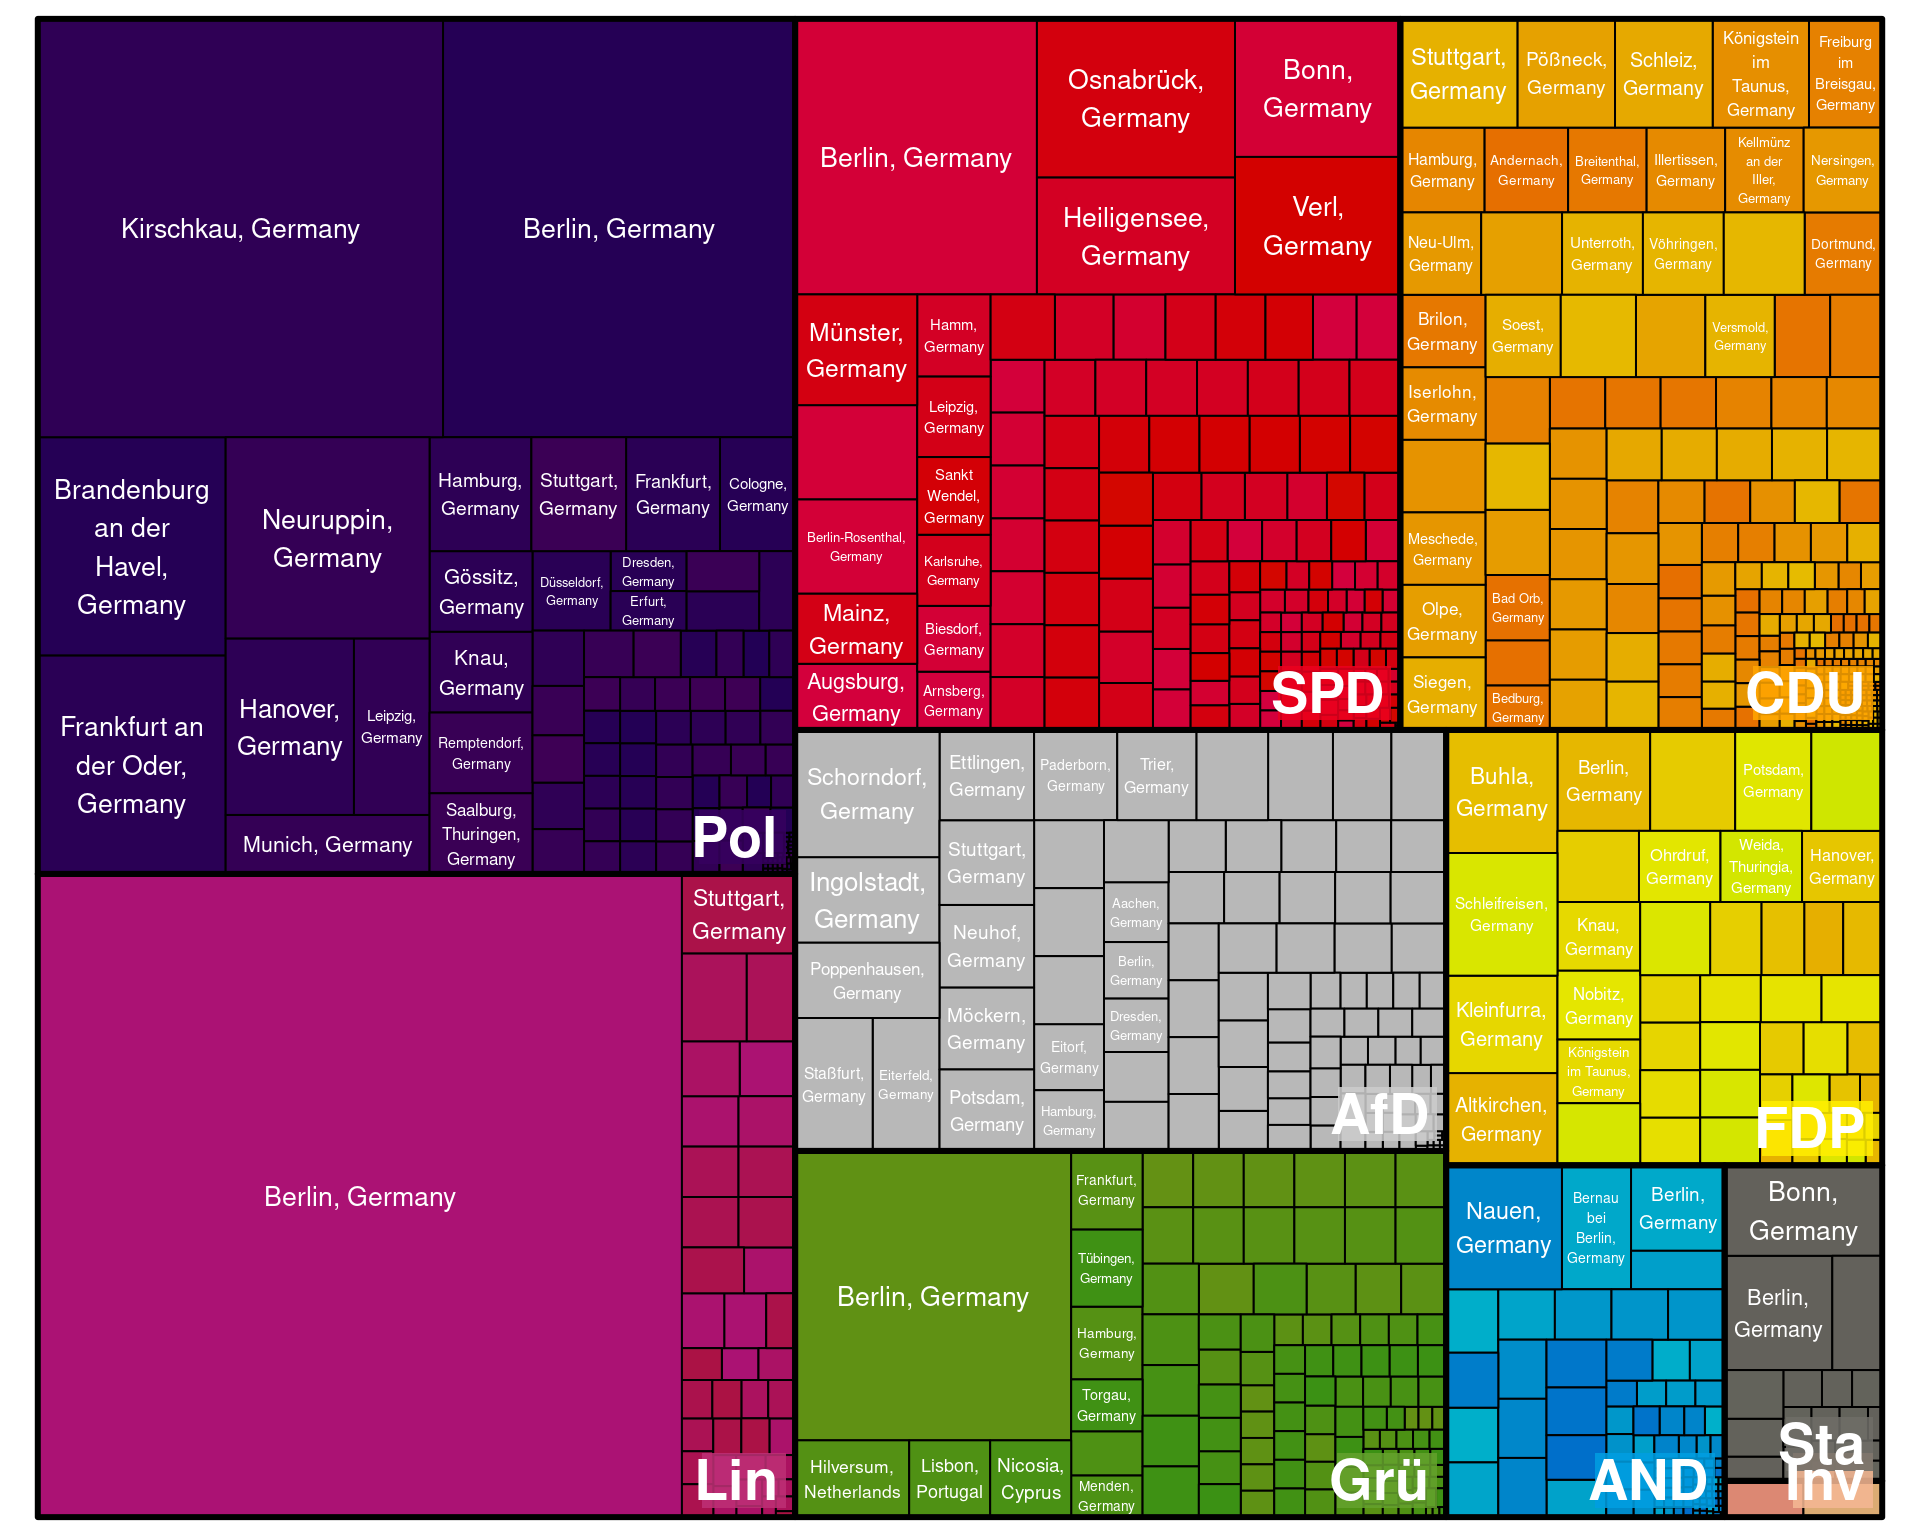 Kirschkau, Germany
Berlin, Germany
Brandenburg
an der
Havel,
Germany
Frankfurt an
der Oder,
Germany
Neuruppin,
Germany
Hanover,
Germany
Leipzig,
Germany
Munich, Germany
Hamburg,
Germany
Stuttgart,
Germany
Frankfurt,
Germany
Cologne,
Germany
Gössitz,
Germany
Düsseldorf,
Germany
Dresden,
Germany
Erfurt,
Germany
Knau,
Germany
Remptendorf,
Germany
Saalburg,
Thuringen,
Germany
Pol
Berlin, Germany
Stuttgart,
Germany
Lin
Berlin, Germany
Osnabrück,
Germany
Bonn,
Germany
Heiligensee,
Germany
Verl,
Germany
Münster,
Germany
Berlin-Rosenthal,
Germany
Mainz,
Germany
Augsburg,
Germany
Hamm,
Germany
Leipzig,
Germany
Sankt
Wendel,
Germany
Karlsruhe,
Germany
Biesdorf,
Germany
Arnsberg,
Germany
SPD
Stuttgart,
Germany
Pößneck,
Germany
Schleiz,
Germany
Königstein
im
Taunus,
Germany
Freiburg
im
Breisgau,
Germany
Hamburg,
Germany
Andernach,
Germany
Breitenthal,
Germany
Illertissen,
Germany
Kellmünz
an der
Iller,
Germany
Nersingen,
Germany
Neu-Ulm,
Germany
Unterroth,
Germany
Vöhringen,
Germany
Dortmund,
Germany
Brilon,
Germany
Soest,
Germany
Versmold,
Germany
Iserlohn,
Germany
Meschede,
Germany
Olpe,
Germany
Siegen,
Germany
Bad Orb,
Germany
Bedburg,
Germany
CDU
Schorndorf,
Germany
Ingolstadt,
Germany
Poppenhausen,
Germany
Staßfurt,
Germany
Eiterfeld,
Germany
Ettlingen,
Germany
Stuttgart,
Germany
Neuhof,
Germany
Möckern,
Germany
Potsdam,
Germany
Paderborn,
Germany
Trier,
Germany
Aachen,
Germany
Berlin,
Germany
Dresden,
Germany
Eitorf,
Germany
Hamburg,
Germany
AfD
Buhla,
Germany
Berlin,
Germany
Potsdam,
Germany
Schleifreisen,
Germany
Ohrdruf,
Germany
Weida,
Thuringia,
Germany
Hanover,
Germany
Knau,
Germany
Kleinfurra,
Germany
Nobitz,
Germany
Königstein
im Taunus,
Germany
Altkirchen,
Germany
FDP
Berlin, Germany
Hilversum,
Netherlands
Lisbon,
Portugal
Nicosia,
Cyprus
Frankfurt,
Germany
Tübingen,
Germany
Hamburg,
Germany
Torgau,
Germany
Menden,
Germany
Grü
Nauen,
Germany
Bernau
bei
Berlin,
Germany
Berlin,
Germany
AND
Bonn,
Germany
Berlin,
Germany
Sta
Inv